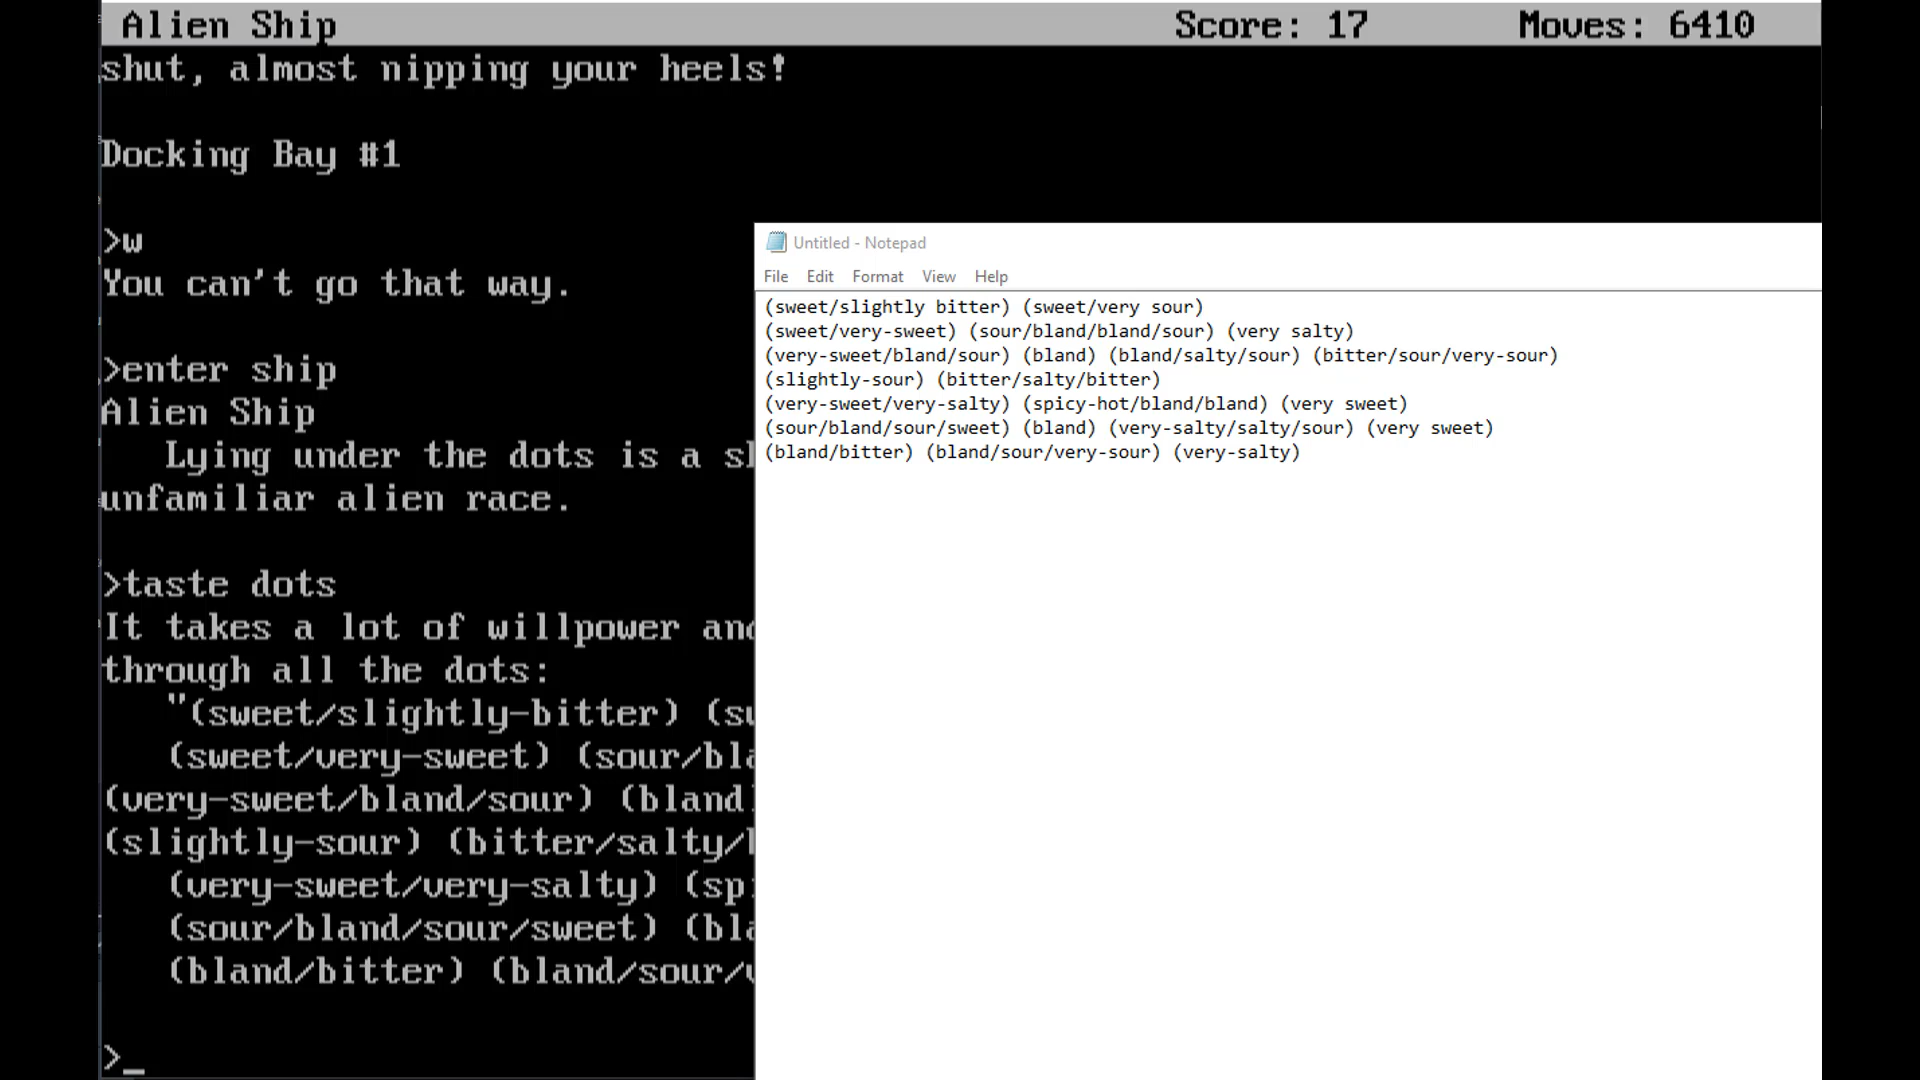 Alien Ship Score: 17 Moves: 6410
shut, almost nipping your heels!
Docking Bay #1
>w
You can't go that way.
>enter ship
Alien Ship
Lying under the dots is a
unfamiliar alien race.
>taste dots
It takes a lot of willpower
through all the dots:
"(sweet/slightly-bitter)
(sweet/very-sweet) (sour/
(very-sweet/bland/sour) (bland
(slightly-sour) (bitter/salty/
(very-sweet/very-salty)
(sour/bland/sour/sweet)
(bland/bitter) (bland/sour/
>_
Untitled - Notepad
File Edit Format View Help
(sweet/slightly bitter) (sweet/very sour)
(sweet/very-sweet) (sour/bland/bland/sour) (very salty)
(very-sweet/bland/sour) (bland) (bland/salty/sour) (bitter/sour/very-sour)
(slightly-sour) (bitter/salty/bitter)
(very-sweet/very-salty) (spicy-hot/bland/bland) (very sweet)
(sour/bland/sour/sweet) (bland) (very-salty/salty/sour) (very sweet)
(bland/bitter) (bland/sour/very-sour) (very-salty)